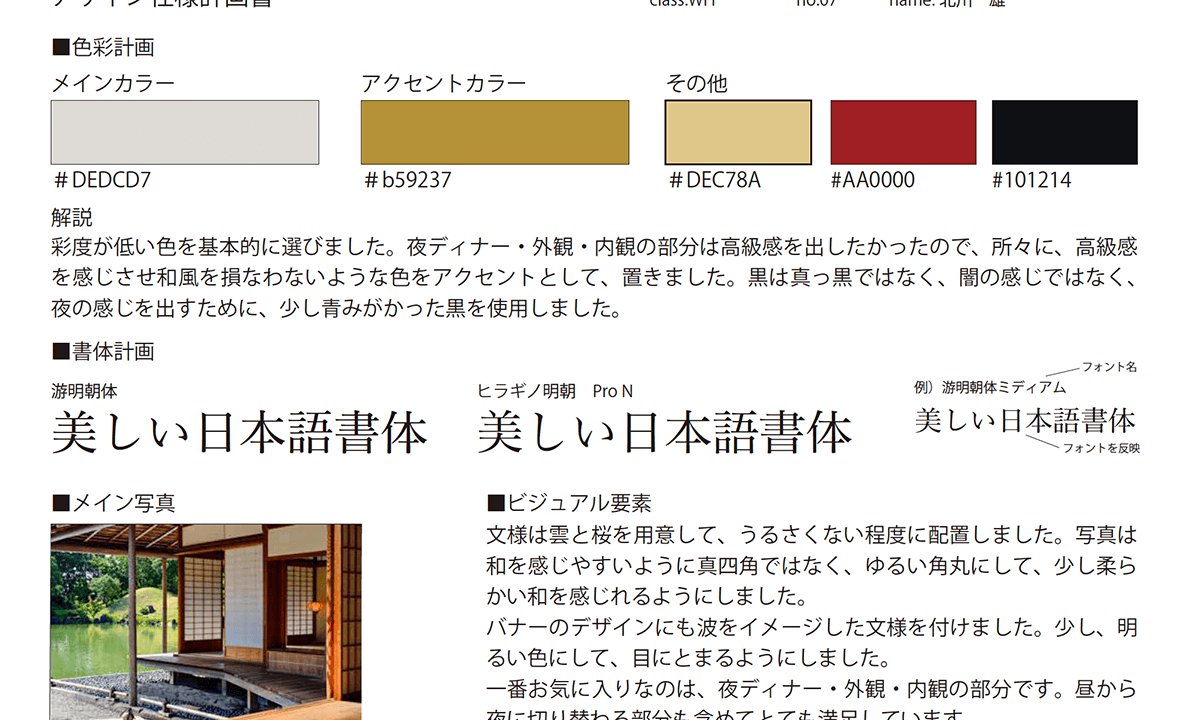 デザイン仕様計画書 class.WH no.07 name. 北川 雄
■色彩計画
メインカラー アクセントカラー その他
＃DEDCD7 ＃b59237 ＃DEC78A #AA0000 #101214
解説
彩度が低い色を基本的に選びました。夜ディナー・外観・内観の部分は高級感を出したかったので、所々に、高級感
を感じさせ和風を損なわないような色をアクセントとして、置きました。黒は真っ黒ではなく、闇の感じではなく、
夜の感じを出すために、少し青みがかった黒を使用しました。
■書体計画
フォント名
游明朝体 ヒラギノ明朝　Pro N 例）游明朝体ミディアム
美しい日本語書体 美しい日本語書体 美しい日本語書体
フォントを反映
■メイン写真
■ビジュアル要素
文様は雲と桜を用意して、うるさくない程度に配置しました。写真は
和を感じやすいように真四角ではなく、ゆるい角丸にして、少し柔ら
かい和を感じれるようにしました。
バナーのデザインにも波をイメージした文様を付けました。少し、明
るい色にして、目にとまるようにしました。
一番お気に入りなのは、夜ディナー・外観・内観の部分です。昼から
夜に切り替わる部分も含めてとても満足しています。